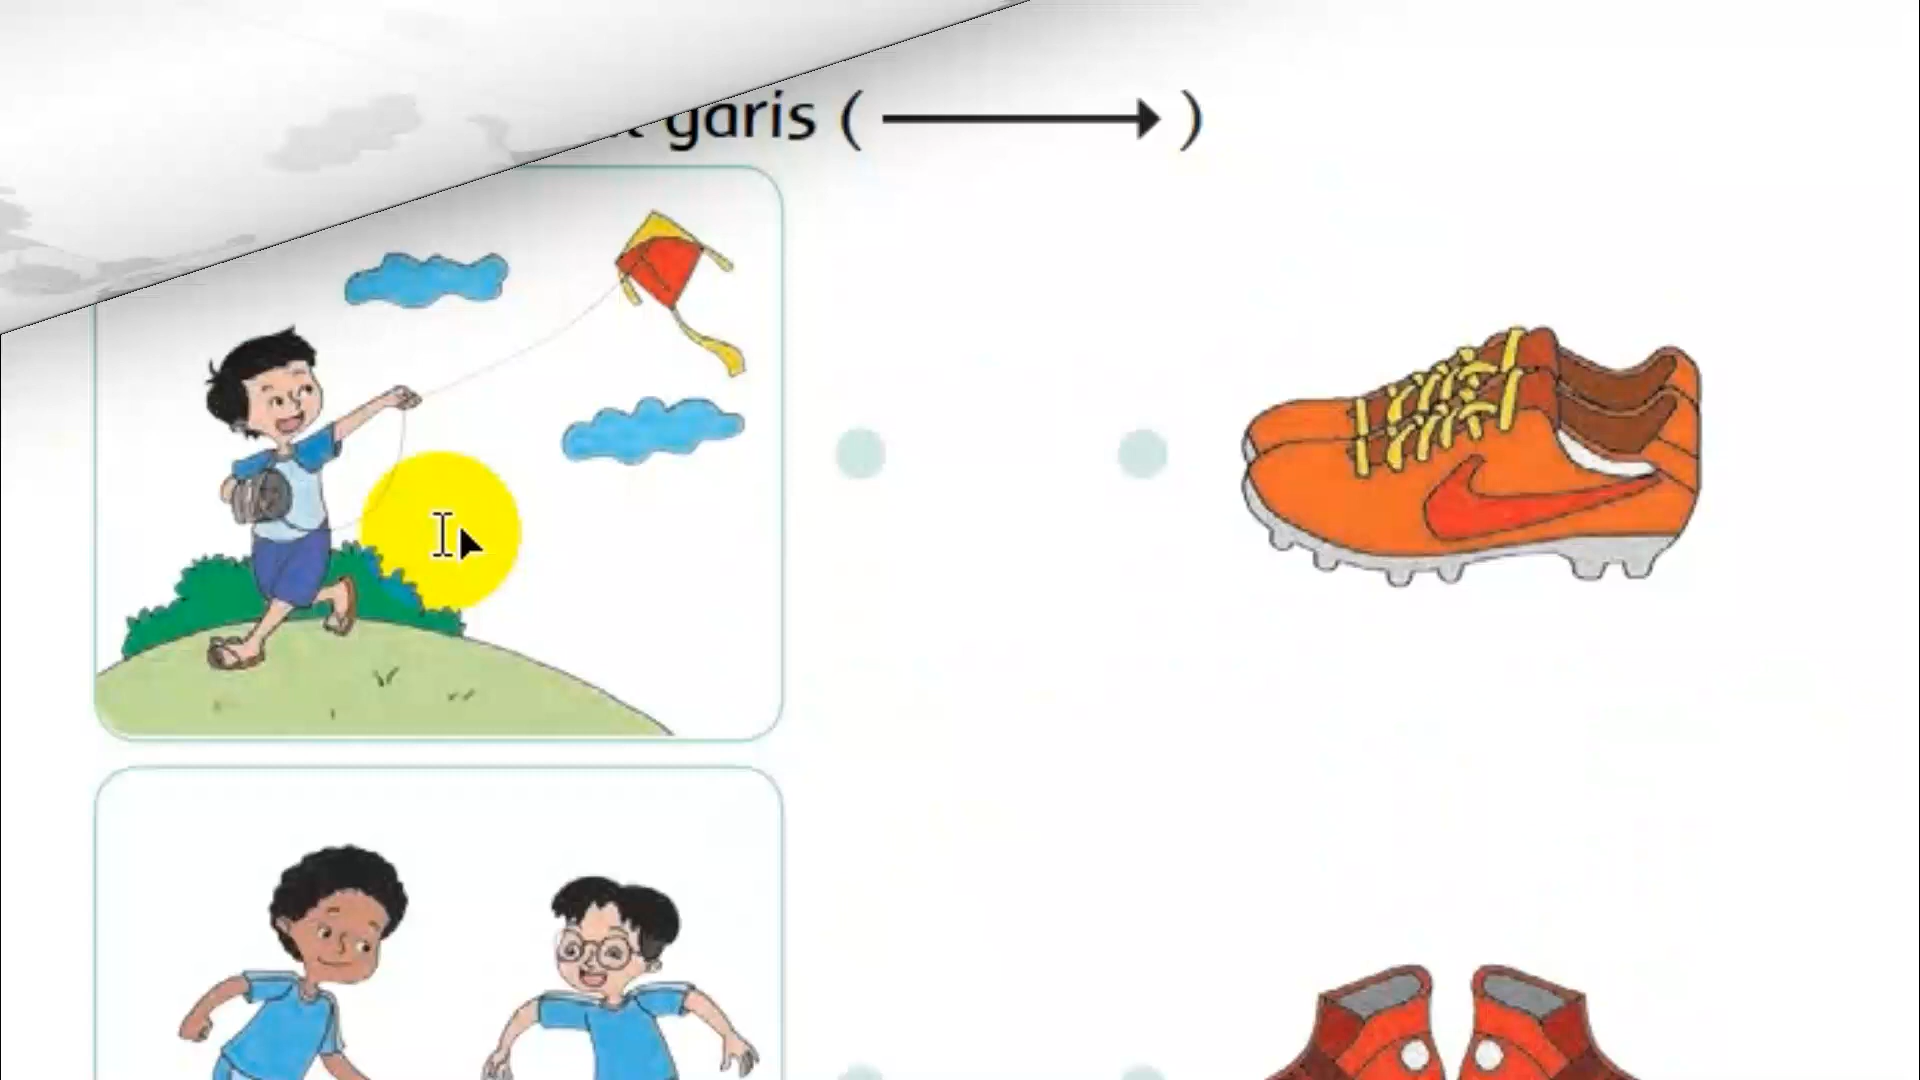 garis ( → )